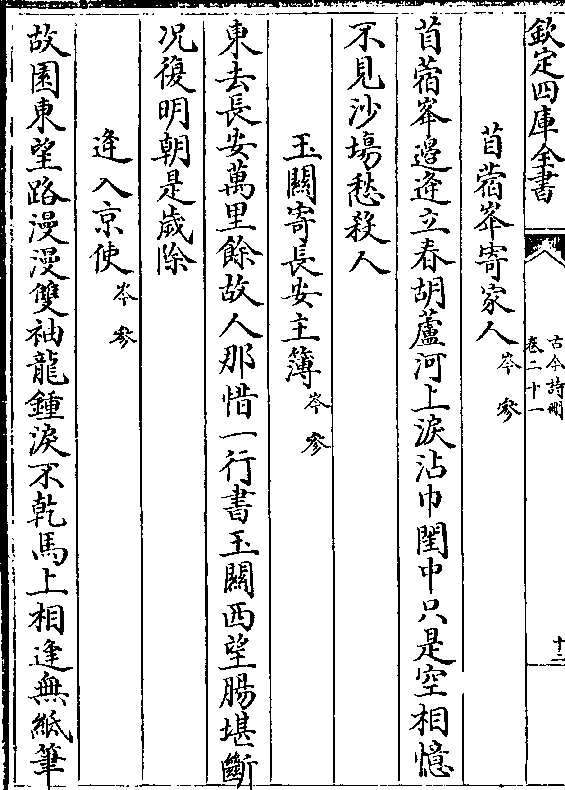 欽定四庫全書
古今詩刪
卷二十一
十二
苜蓿峯寄家人岑參
苜蓿峯邉逢立春胡蘆河上淚沾巾閨中只是空相憶
不見沙塲愁殺人
玉關寄長安主簿岑參
東去長安萬里餘故人那惜一行書玉關西望腸堪斷
况復明朝是歲除
逢入京使岑參
故園東望路漫漫雙袖龍鍾淚不乾馬上相逢無紙筆